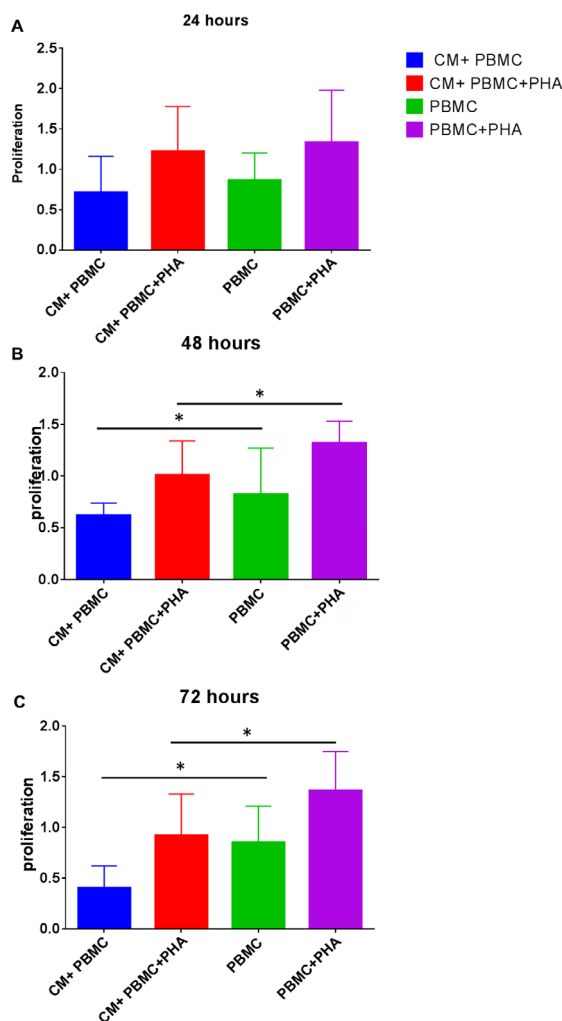 A
24 hours
CM+ PBMC
CM+ PBMC+PHA
PBMC
PBMC+PHA
Proliferation
2.5
2.0
1.5
1.0
0.5
0.0
CM+ PBMC
CM+ PBMC+PHA
PBMC
PBMC+PHA
B
48 hours
proliferation
2.0
1.5
1.0
0.5
0.0
*
*
CM+ PBMC
CM+ PBMC+PHA
PBMC
PBMC+PHA
C
72 hours
proliferation
2.0
1.5
1.0
0.5
0.0
*
*
CM+ PBMC
CM+ PBMC+PHA
PBMC
PBMC+PHA